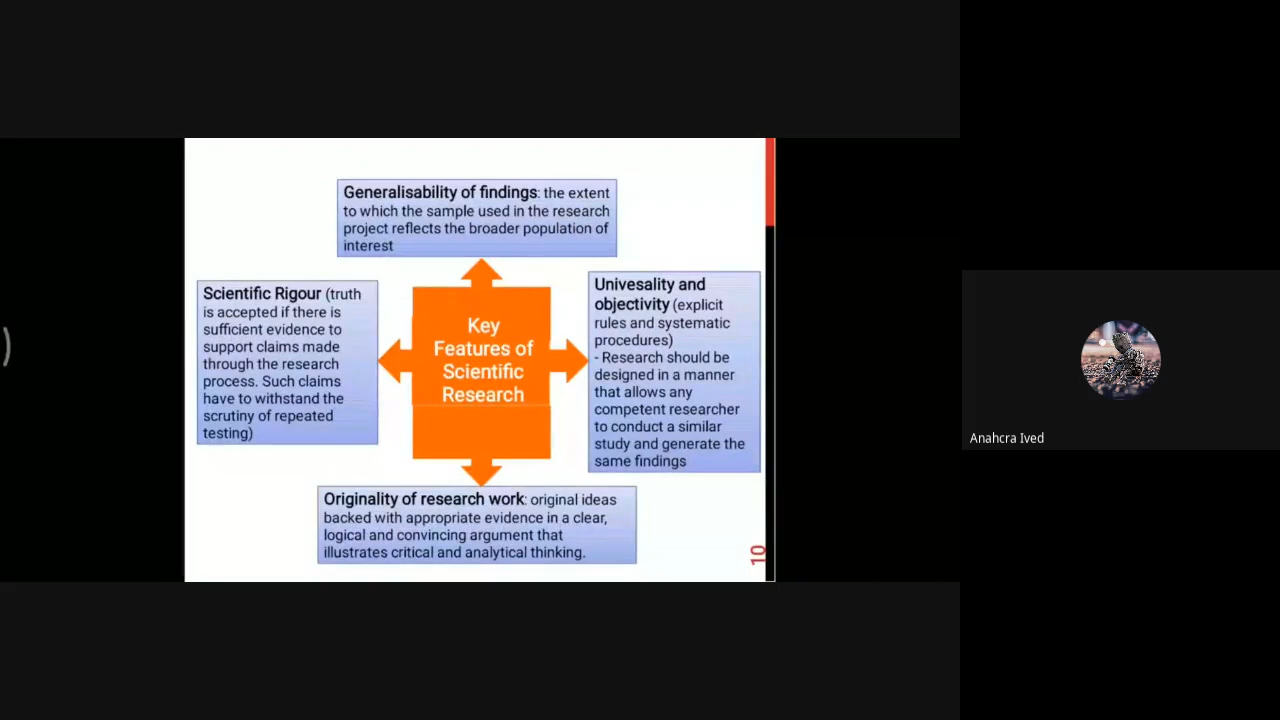 Generalisability of findings: the extent
to which the sample used in the research
project reflects the broader population of
interest
Scientific Rigour (truth
is accepted if there is
sufficient evidence to
support claims made
through the research
process. Such claims
have to withstand the
scrutiny of repeated
testing)
Key
Features of
Scientific
Research
Univesality and
objectivity (explicit
rules and systematic
procedures)
- Research should be
designed in a manner
that allows any
competent researcher
to conduct a similar
study and generate the
same findings
Originality of research work: original ideas
backed with appropriate evidence in a clear,
logical and convincing argument that
illustrates critical and analytical thinking.
10
Anahcra Ived